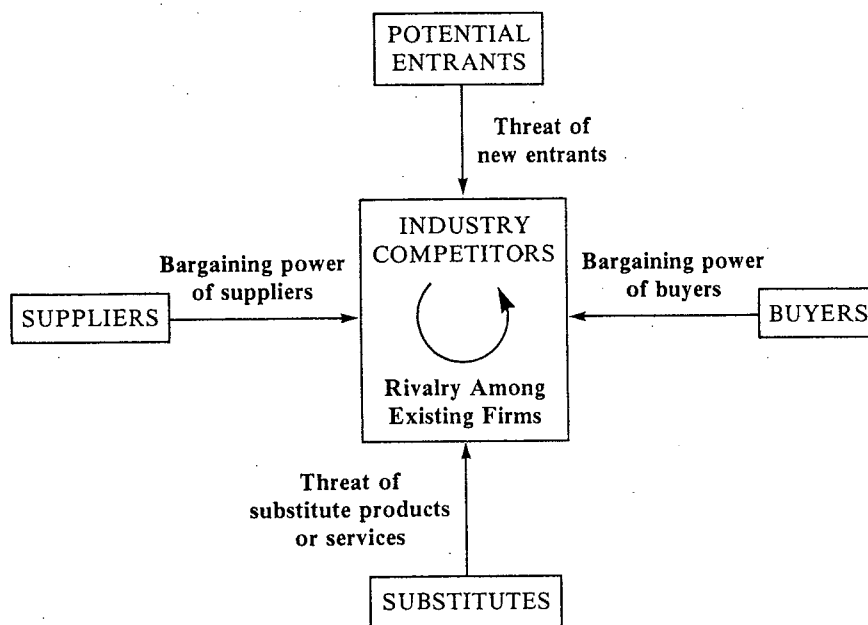 POTENTIAL
ENTRANTS
Threat of
new entrants
INDUSTRY
COMPETITORS
Bargaining power
of suppliers
Bargaining power
of buyers
SUPPLIERS
BUYERS
Rivalry Among
Existing Firms
Threat of
substitute products
or services
SUBSTITUTES